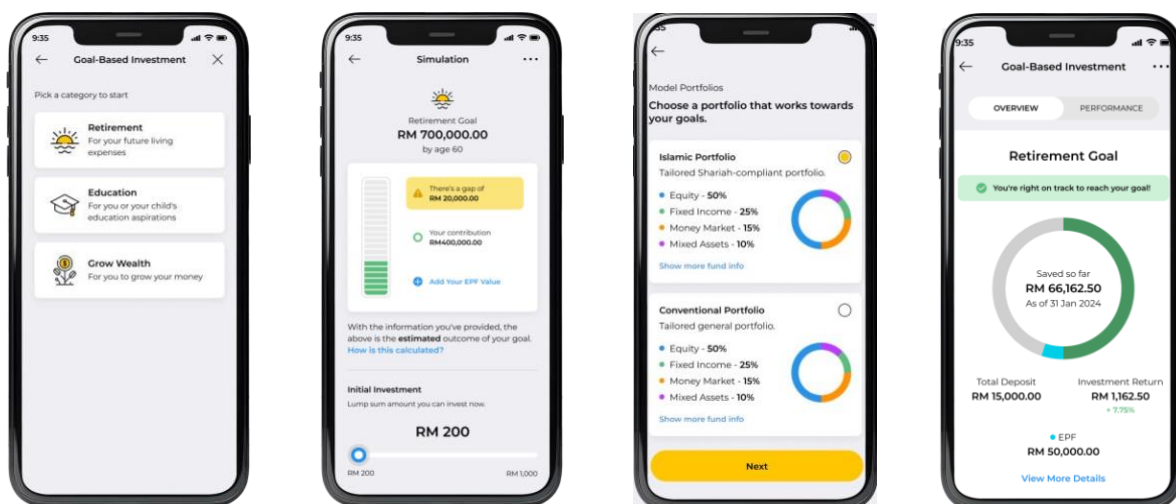 9:35
Goal-Based Investment
Pick a category to start
Retirement
For your future living
expenses
Education
For you or your child's
education aspirations
Grow Wealth
For you to grow your money
9:35
Simulation
Retirement Goal
RM 700,000.00
by age 60
There's a gap of
RM 20,000.00
Your contribution
RM400,000.00
Add Your EPF Value
With the information you've provided, the
above is the estimated outcome of your goal.
How is this calculated?
Initial Investment
Lump sum amount you can invest now.
RM 200
RM 200
RM 1,000
Model Portfolios
Choose a portfolio that works towards
your goals.
Islamic Portfolio
Tailored Shariah-compliant portfolio.
Equity - 50%
Fixed Income - 25%
Money Market - 15%
Mixed Assets - 10%
Show more fund info
Conventional Portfolio
Tailored general portfolio.
Equity - 50%
Fixed Income - 25%
Money Market - 15%
Mixed Assets - 10%
Show more fund info
Next
9:35
Goal-Based Investment
OVERVIEW
PERFORMANCE
Retirement Goal
You're right on track to reach your goal!
Saved so far
RM 66,162.50
As of 31 Jan 2024
Total Deposit
RM 15,000.00
Investment Return
RM 1,162.50
+ 7.75%
EPF
RM 50,000.00
View More Details